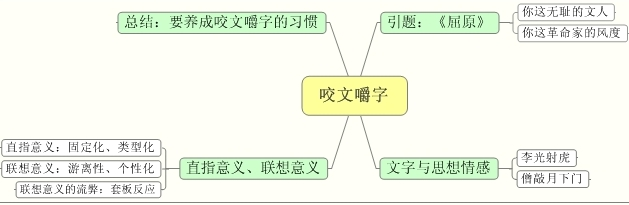 总结：要养成咬文嚼字的习惯
引题：《屈原》
你这无耻的文人
你这革命家的风度
咬文嚼字
直指意义、联想意义
直指意义：固定化、类型化
联想意义：游离性、个性化
联想意义的流弊：套板反应
文字与思想情感
李光射虎
僧敲月下门